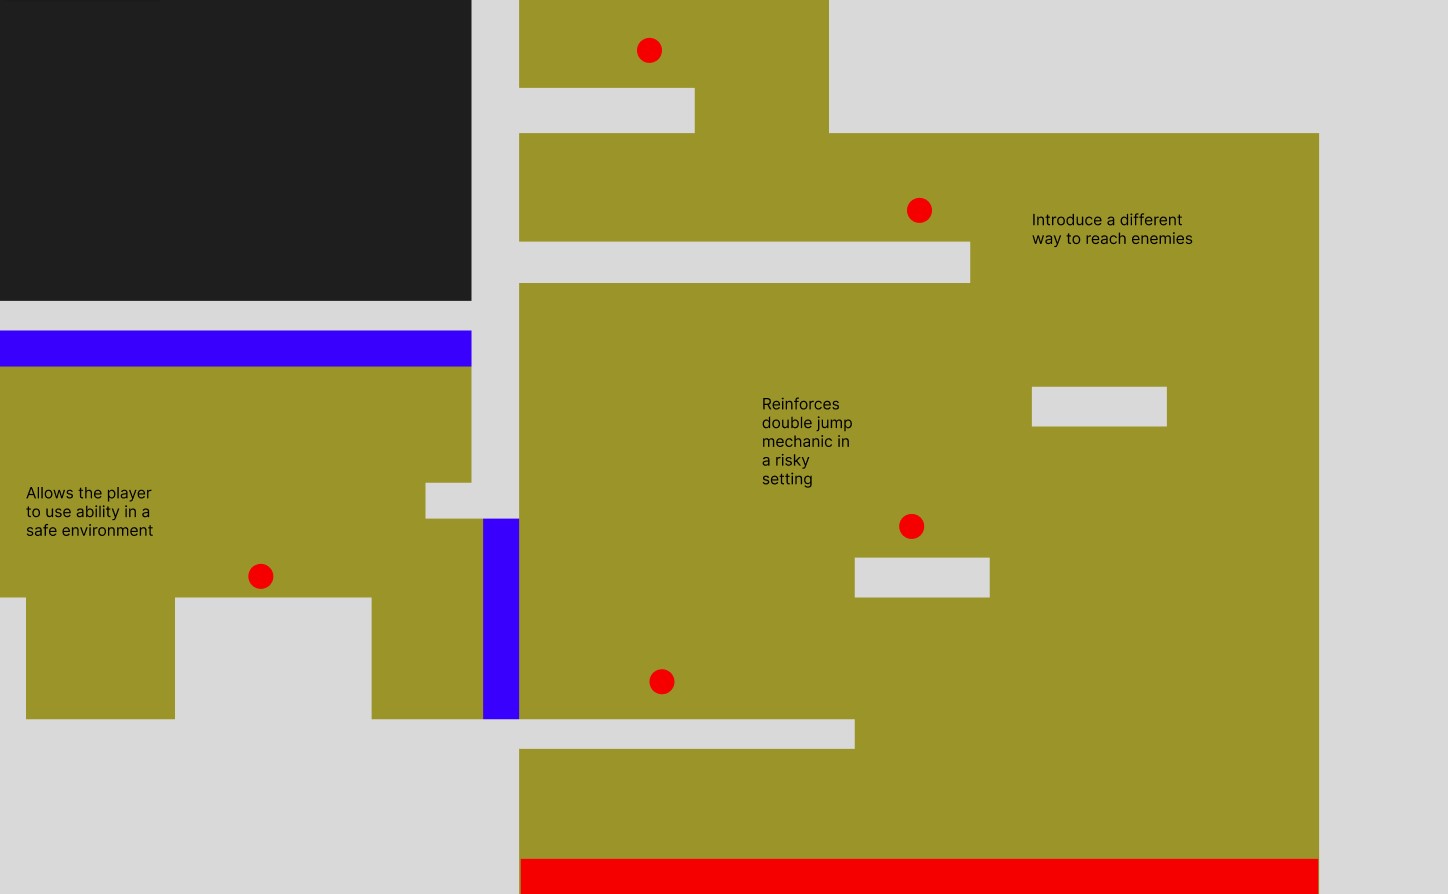 Introduce a different
way to reach enemies
Reinforces
double jump
mechanic in
a risky
setting
Allows the player
to use ability in a
safe environment